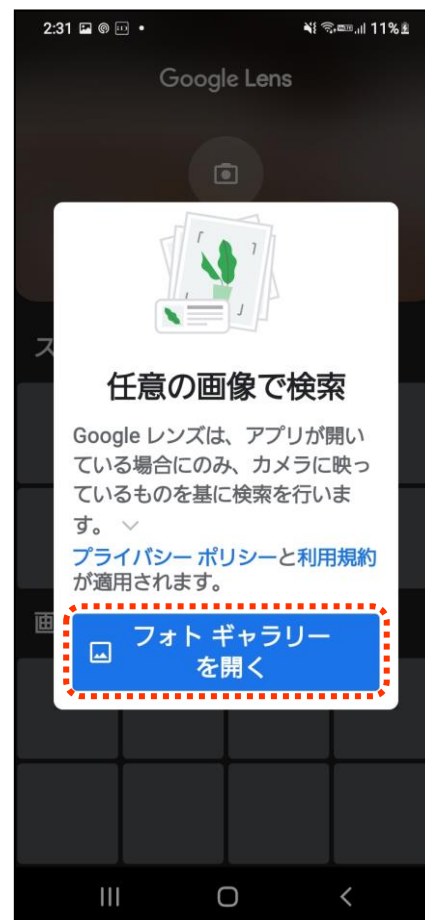 2:31 11%
Google Lens
ス
任意の画像で検索
Google レンズは、アプリが開い
ている場合にのみ、カメラに映っ
ているものを基に検索を行いま
す。
プライバシー ポリシーと利用規約
が適用されます。
画
フォト ギャラリー
を開く